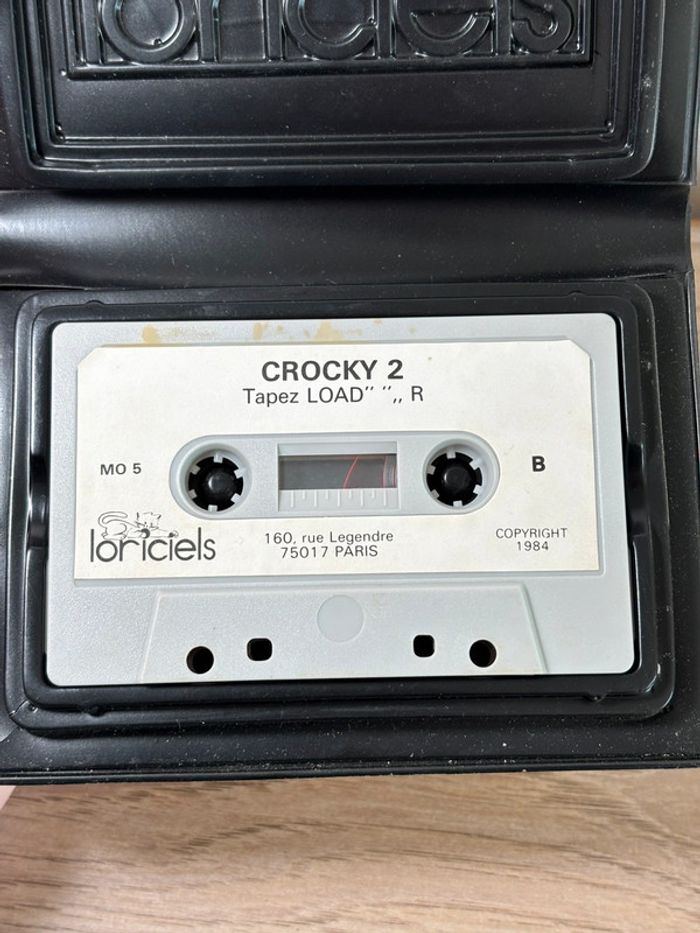 loriciels
CROCKY 2
Tapez LOAD" ",, R
MO 5
B
loriciels
160, rue Legendre
75017 PARIS
COPYRIGHT
1984